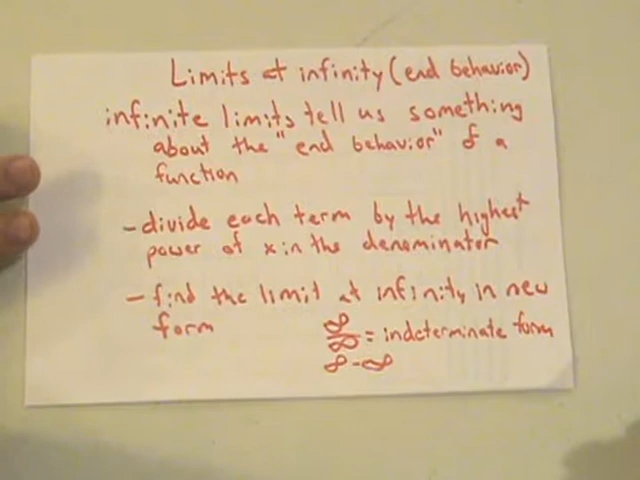 Limits at infinity (end behavior)
infinite limits tell us something
about the "end behavior" of a
function
- divide each term by the highest
power of x in the denominator
- find the limit at infinity in new
form
∞/∞ = indeterminate form
∞ - ∞